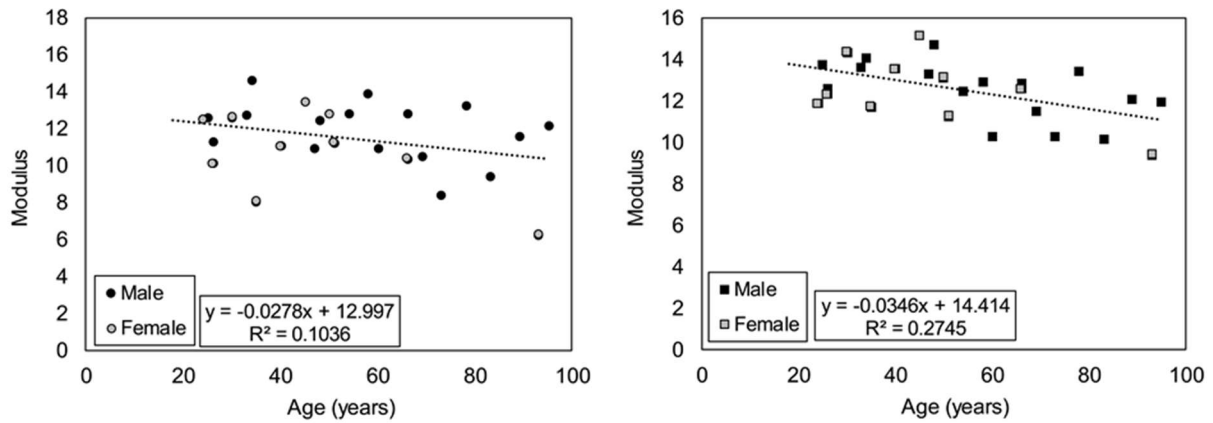 18
16
14
12
10
8
6
4
2
0
Modulus
Male
Female
y = -0.0278x + 12.997
R² = 0.1036
0
20
40
60
80
100
Age (years)
16
14
12
10
8
6
4
2
0
Modulus
Male
Female
y = -0.0346x + 14.414
R² = 0.2745
0
20
40
60
80
100
Age (years)